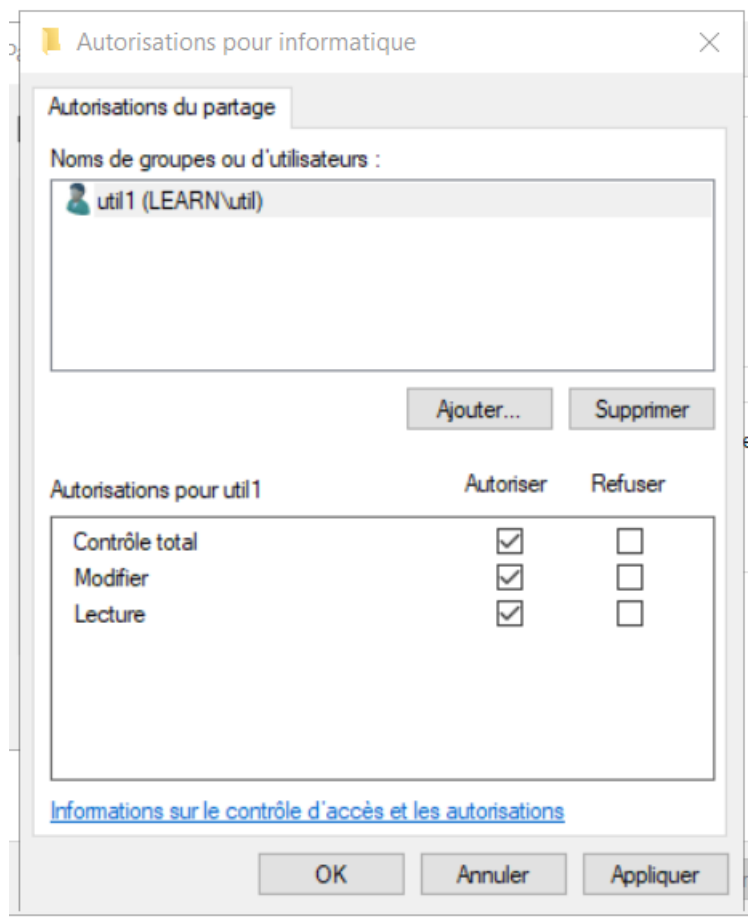 Autorisations pour informatique
Autorisations du partage
Noms de groupes ou d'utilisateurs :
util1 (LEARN\util)
Ajouter... Supprimer
Autorisations pour util1 Autoriser Refuser
Contrôle total
Modifier
Lecture
Informations sur le contrôle d'accès et les autorisations
OK Annuler Appliquer